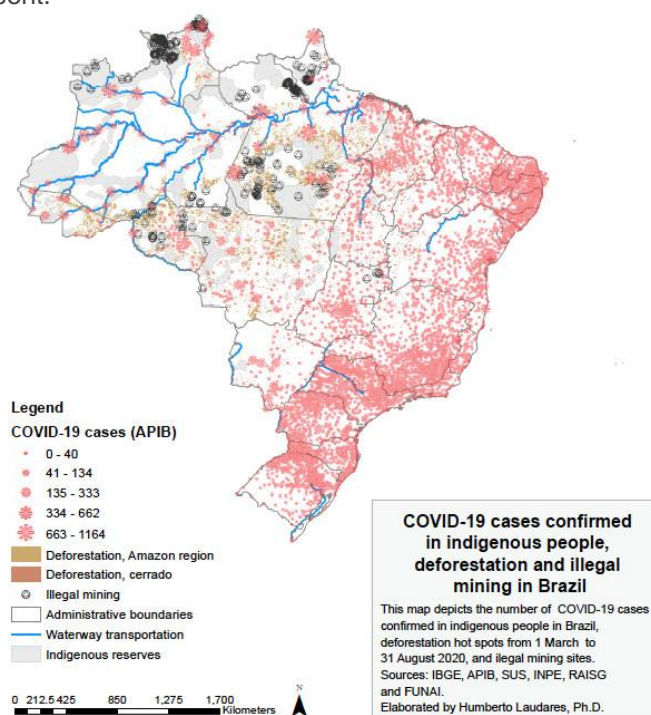 Legend
COVID-19 cases (APIB)
0 - 40
41 - 134
135 - 333
334 - 662
663 - 1164
Deforestation, Amazon region
Deforestation, cerrado
Illegal mining
Administrative boundaries
Waterway transportation
Indigenous reserves
0 212.5 425 850 1,275 1,700
Kilometers
N
COVID-19 cases confirmed
in indigenous people,
deforestation and illegal
mining in Brazil
This map depicts the number of COVID-19 cases
confirmed in indigenous people in Brazil,
deforestation hot spots from 1 March to
31 August 2020, and ilegal mining sites.
Sources: IBGE, APIB, SUS, INPE, RAISG
and FUNAI.
Elaborated by Humberto Laudares, Ph.D.